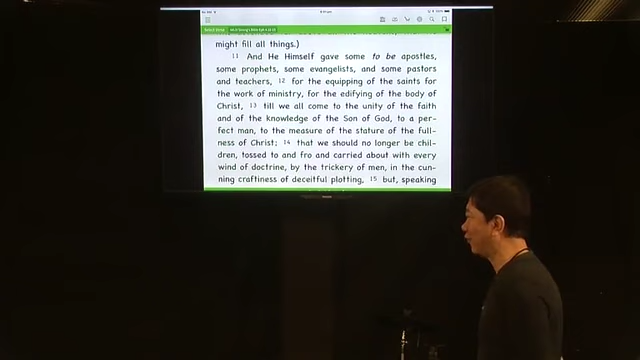 might fill all things.)
11 And He Himself gave some to be apostles,
some prophets, some evangelists, and some pastors
and teachers, 12 for the equipping of the saints for
the work of ministry, for the edifying of the body of
Christ, 13 till we all come to the unity of the faith
and of the knowledge of the Son of God, to a per-
fect man, to the measure of the stature of the full-
ness of Christ; 14 that we should no longer be chil-
dren, tossed to and fro and carried about with every
wind of doctrine, by the trickery of men, in the cun-
ning craftiness of deceitful plotting, 15 but, speaking